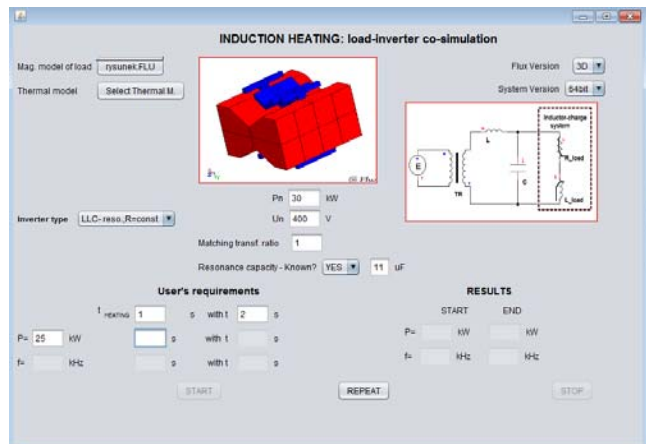 INDUCTION HEATING: load-inverter co-simulation
Mag. model of load rysunek.FLU
Flux Version 3D
Thermal model Select Thermal M.
System Version 64bit
Inductor-charge
system
L
R_load
E
TR
C
L_load
Pn 30 kW
Inverter type LLC- reso.,R=const
Un 400 V
Matching transf. ratio 1
Resonance capacity - Known? YES 11 uF
User's requirements
RESULTS
t HEATING 1 s with t 2 s
START END
P= 25 kW s with t s
P= kW kW
f= kHz s with t s
f= kHz kHz
START REPEAT STOP